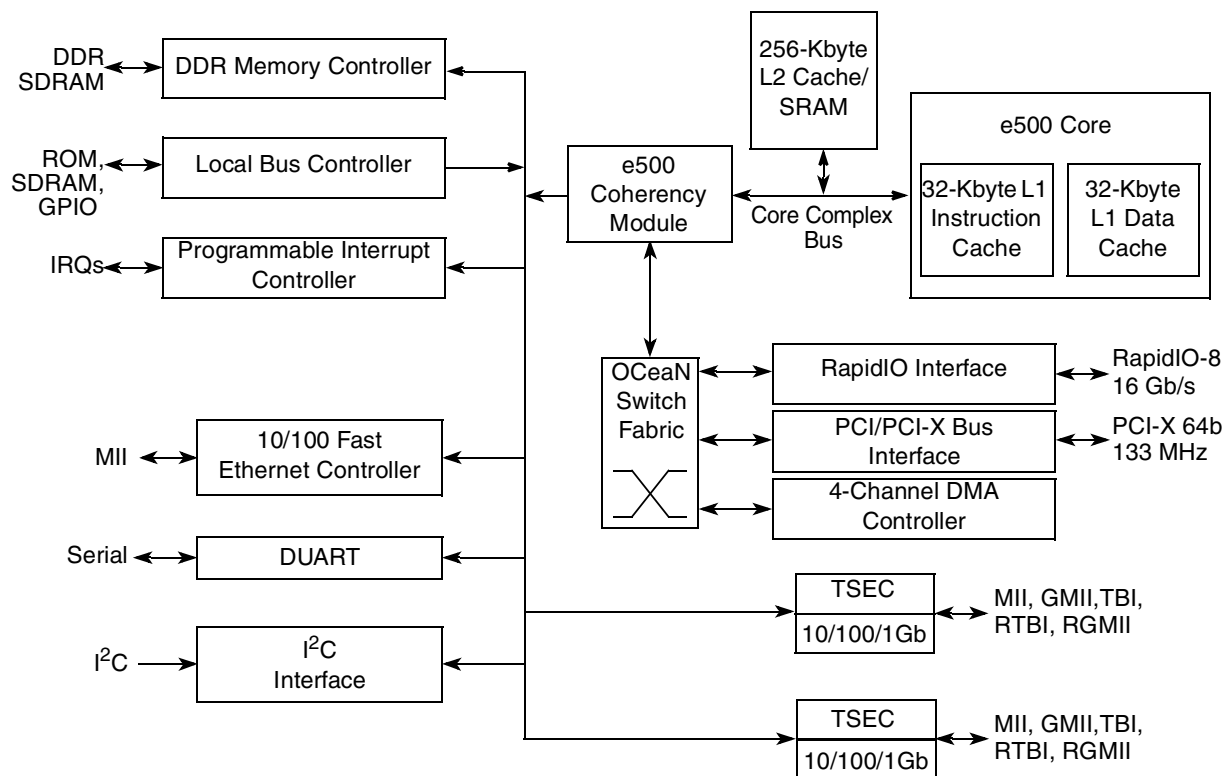 DDR
SDRAM
DDR Memory Controller
ROM,
SDRAM,
GPIO
Local Bus Controller
IRQs
Programmable Interrupt
Controller
MII
10/100 Fast
Ethernet Controller
Serial
DUART
I²C
I²C
Interface
e500
Coherency
Module
256-Kbyte
L2 Cache/
SRAM
Core Complex
Bus
e500 Core
32-Kbyte L1
Instruction
Cache
32-Kbyte
L1 Data
Cache
OCeaN
Switch
Fabric
RapidIO Interface
RapidIO-8
16 Gb/s
PCI/PCI-X Bus
Interface
PCI-X 64b
133 MHz
4-Channel DMA
Controller
TSEC
10/100/1Gb
MII, GMII,TBI,
RTBI, RGMII
TSEC
10/100/1Gb
MII, GMII,TBI,
RTBI, RGMII